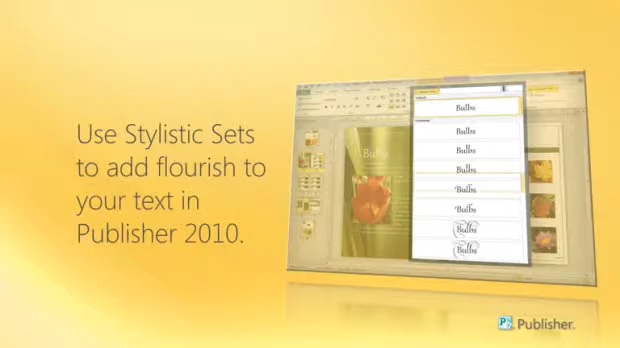 Use Stylistic Sets
to add flourish to
your text in
Publisher 2010.
Bulbs
Bulbs
Bulbs
Bulbs
Bulbs
Bulbs
Bulbs
Bulbs
Bulbs
Publisher.